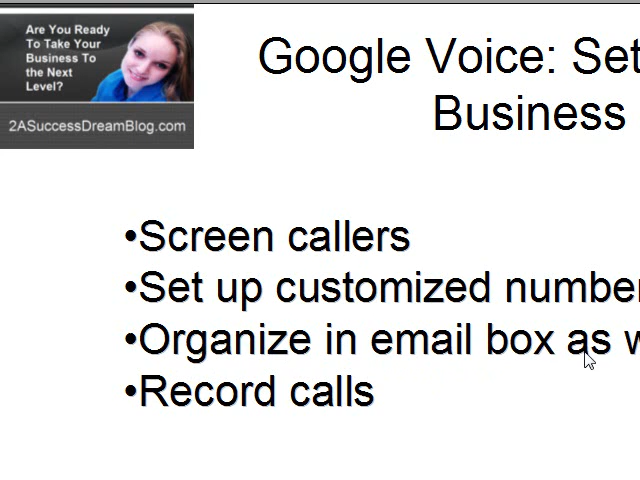 Are You Ready
To Take Your
Business To
the Next
Level?
2ASuccessDreamBlog.com
Google Voice: Set
Business
•Screen callers
•Set up customized number
•Organize in email box as w
•Record calls